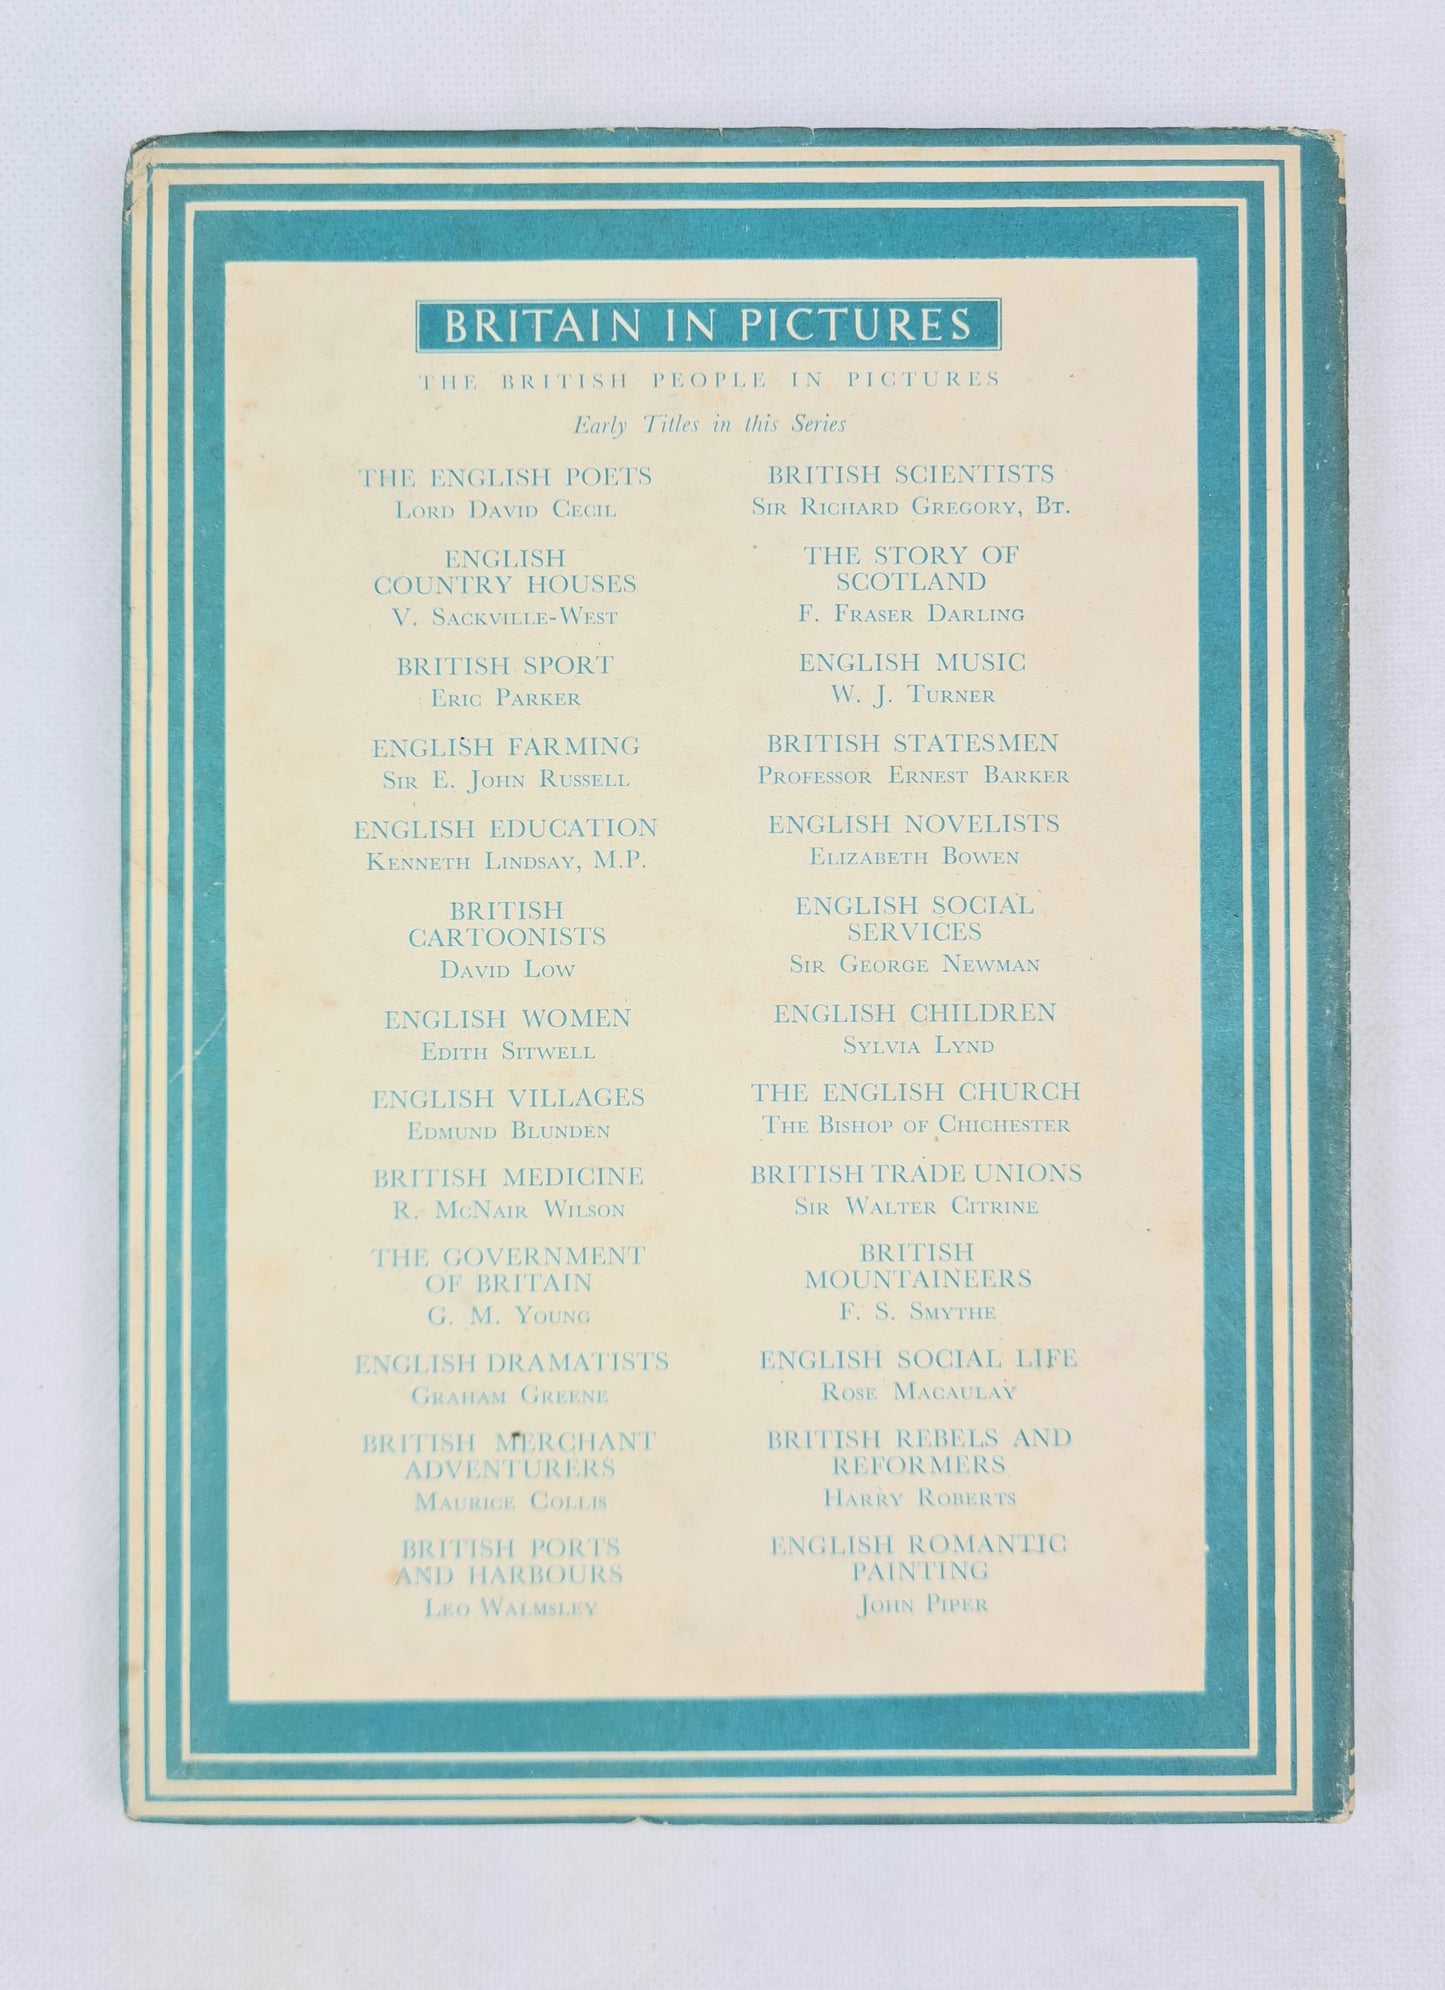 BRITAIN IN PICTURES
THE BRITISH PEOPLE IN PICTURES
Early Titles in this Series
THE ENGLISH POETS
LORD DAVID CECIL
ENGLISH
COUNTRY HOUSES
V. SACKVILLE-WEST
BRITISH SPORT
ERIC PARKER
ENGLISH FARMING
SIR E. JOHN RUSSELL
ENGLISH EDUCATION
KENNETH LINDSAY, M.P.
BRITISH
CARTOONISTS
DAVID LOW
ENGLISH WOMEN
EDITH SITWELL
ENGLISH VILLAGES
EDMUND BLUNDEN
BRITISH MEDICINE
R. MCNAIR WILSON
THE GOVERNMENT
OF BRITAIN
G. M. YOUNG
ENGLISH DRAMATISTS
GRAHAM GREENE
BRITISH MERCHANT
ADVENTURERS
MAURICE COLLIS
BRITISH PORTS
AND HARBOURS
LEO WALMSLEY
BRITISH SCIENTISTS
SIR RICHARD GREGORY, BT.
THE STORY OF
SCOTLAND
F. FRASER DARLING
ENGLISH MUSIC
W. J. TURNER
BRITISH STATESMEN
PROFESSOR ERNEST BARKER
ENGLISH NOVELISTS
ELIZABETH BOWEN
ENGLISH SOCIAL
SERVICES
SIR GEORGE NEWMAN
ENGLISH CHILDREN
SYLVIA LYND
THE ENGLISH CHURCH
THE BISHOP OF CHICHESTER
BRITISH TRADE UNIONS
SIR WALTER CITRINE
BRITISH
MOUNTAINEERS
F. S. SMYTHE
ENGLISH SOCIAL LIFE
ROSE MACAULAY
BRITISH REBELS AND
REFORMERS
HARRY ROBERTS
ENGLISH ROMANTIC
PAINTING
JOHN PIPER